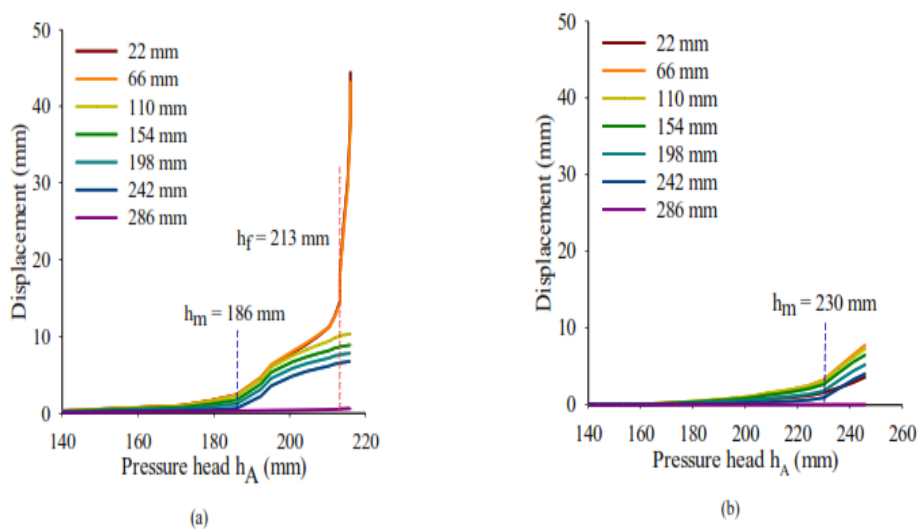 50
40
30
20
10
0
Displacement (mm)
22 mm
66 mm
110 mm
154 mm
198 mm
242 mm
286 mm
hf = 213 mm
hm = 186 mm
140 160 180 200 220
Pressure head hA (mm)
(a)
50
40
30
20
10
0
Displacement (mm)
22 mm
66 mm
110 mm
154 mm
198 mm
242 mm
286 mm
hm = 230 mm
140 160 180 200 220 240 260
Pressure head hA (mm)
(b)